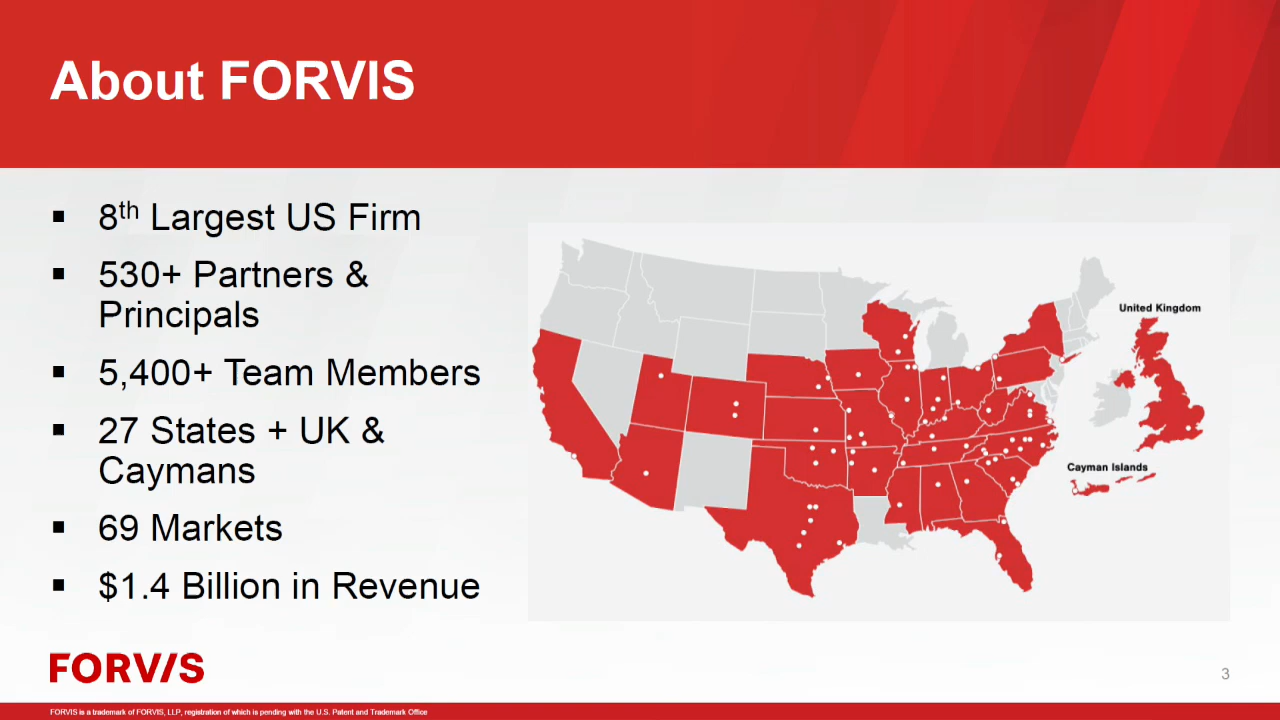 About FORVIS
▪ 8th Largest US Firm
▪ 530+ Partners &
Principals
▪ 5,400+ Team Members
▪ 27 States + UK &
Caymans
▪ 69 Markets
▪ $1.4 Billion in Revenue
United Kingdom
Cayman Islands
FORVIS
3
FORVIS is a trademark of FORVIS, LLP, registration of which is pending with the U.S. Patent and Trademark Office